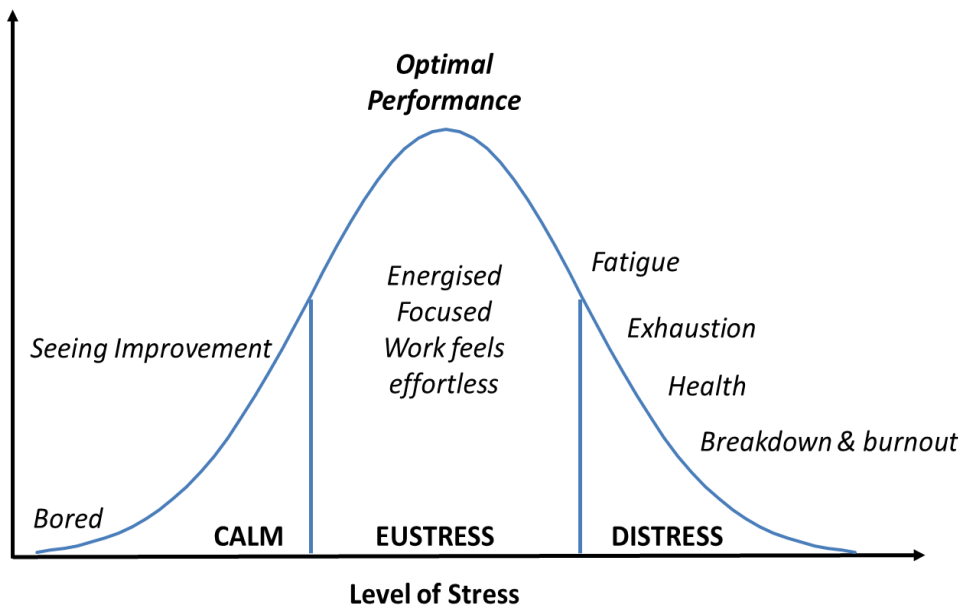 Optimal
Performance
Energised
Focused
Work feels
effortless
Fatigue
Exhaustion
Health
Breakdown & burnout
Seeing Improvement
Bored
CALM
EUSTRESS
DISTRESS
Level of Stress